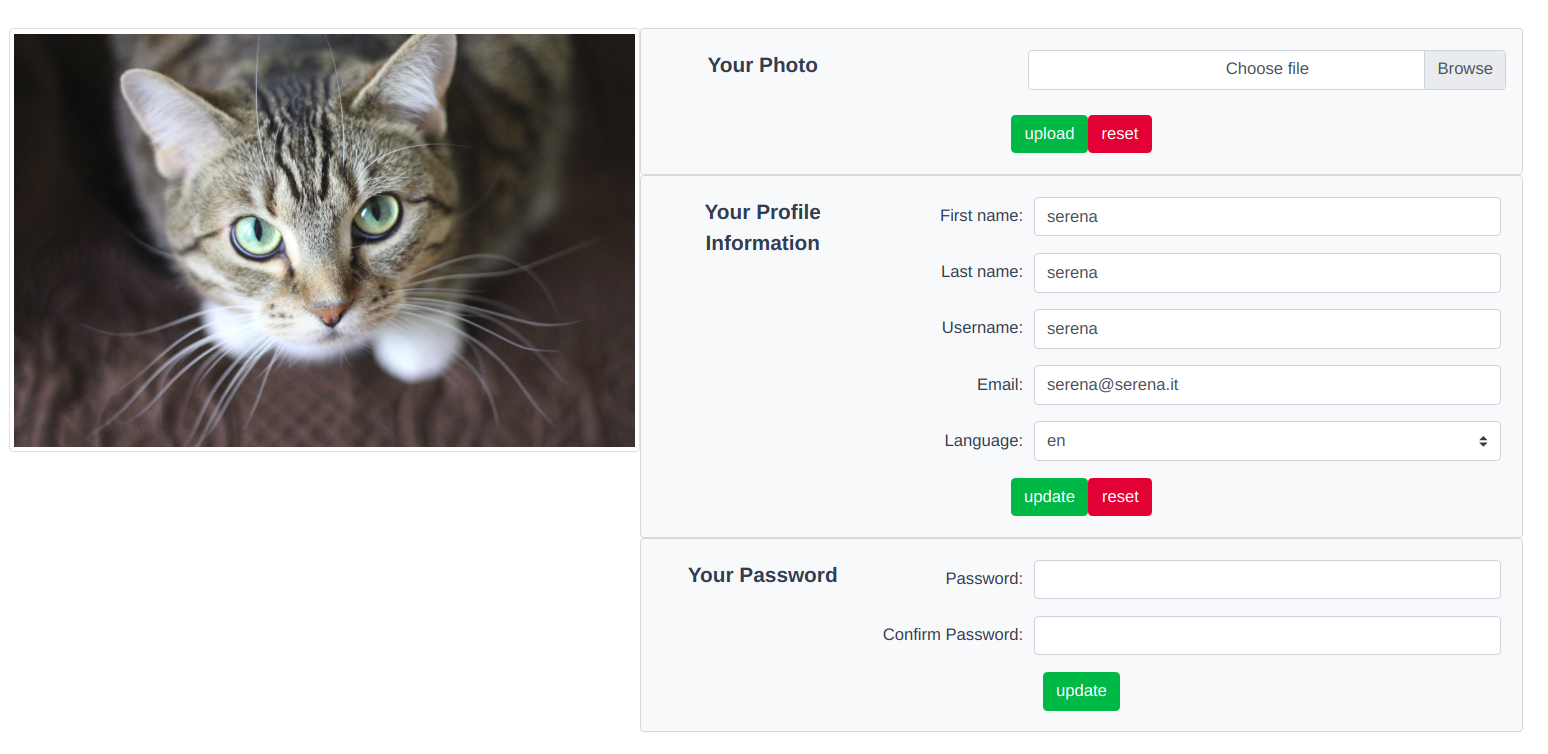 Your Photo
Choose file Browse
upload reset
Your Profile
Information
First name: serena
Last name: serena
Username: serena
Email: serena@serena.it
Language: en
update reset
Your Password
Password:
Confirm Password:
update